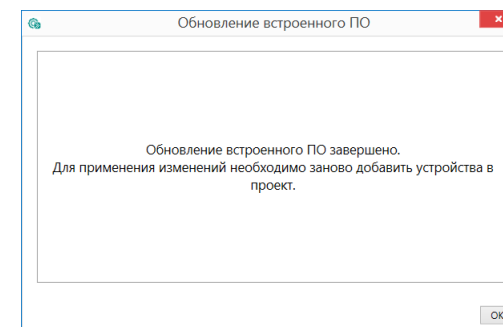 Обновление встроенного ПО
Обновление встроенного ПО завершено.
Для применения изменений необходимо заново добавить устройства в
проект.
ОК